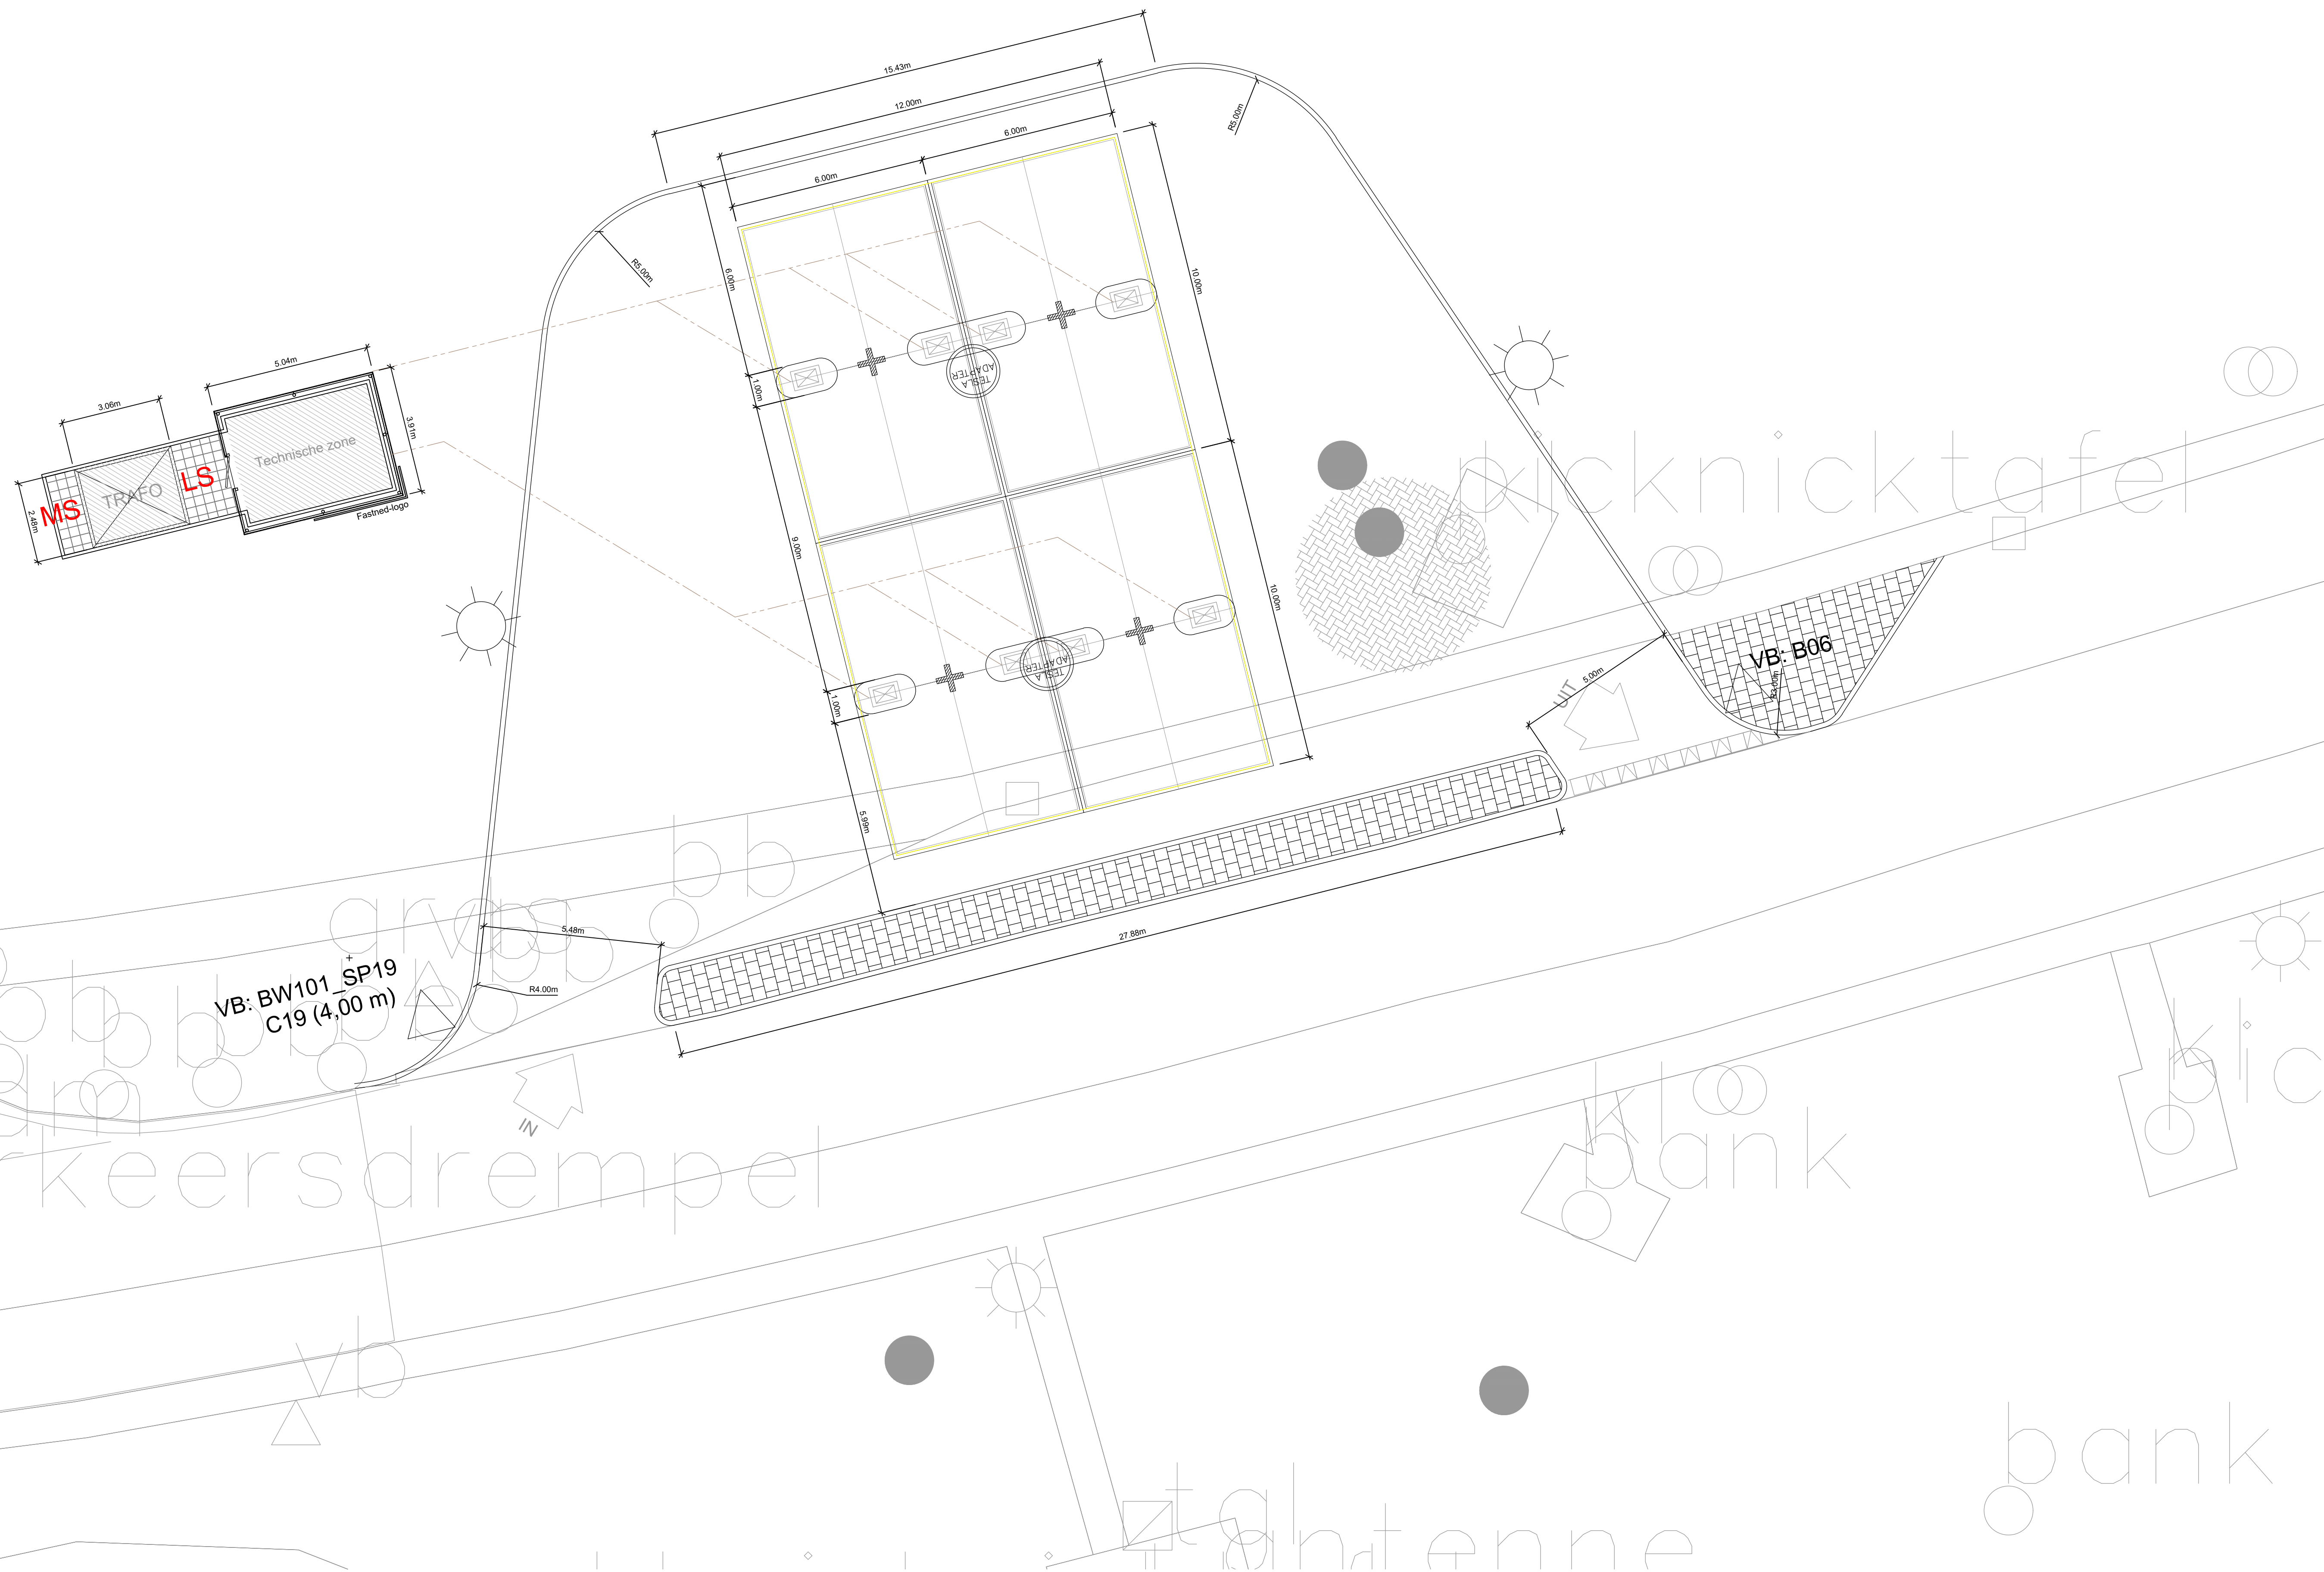 15.43m
12.00m
6.00m
6.00m
R5.00m
R5.00m
6.00m
10.00m
1.00m
TESLA
ADAPTER
5.04m
3.06m
3.91m
Technische zone
LS
TRAFO
MS
2.48m
Fastned-logo
picknicktafel
9.00m
10.00m
VB: B06
R3.00m
5.00m
UIT
TESLA
ADAPTER
1.00m
5.99m
bb
5.48m
27.88m
VB: BW101_SP19
C19 (4,00 m)
R4.00m
IN
keersdrempel
bank
vb
bank